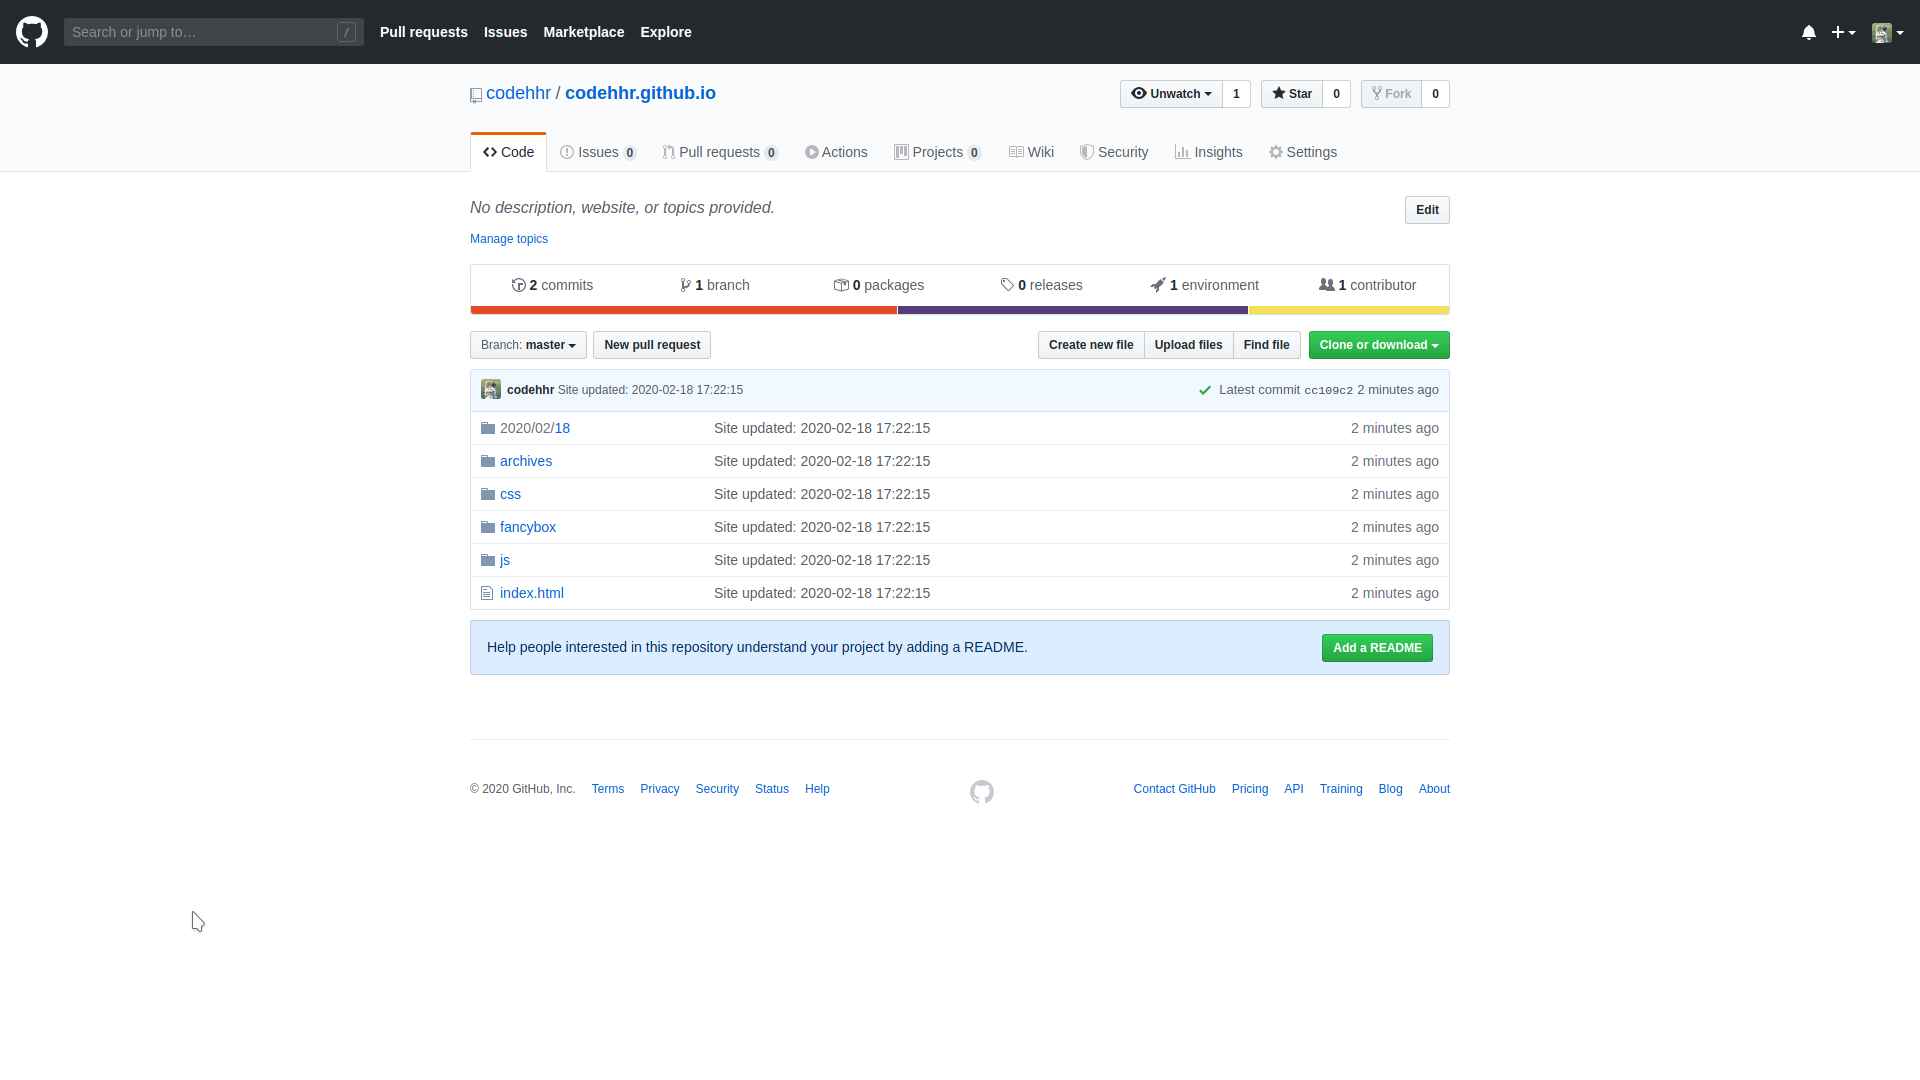 Search or jump to… /
Pull requests Issues Marketplace Explore
codehhr / codehhr.github.io
Unwatch 1 Star 0 Fork 0
Code Issues 0 Pull requests 0 Actions Projects 0 Wiki Security Insights Settings
No description, website, or topics provided. Edit
Manage topics
2 commits 1 branch 0 packages 0 releases 1 environment 1 contributor
Branch: master New pull request Create new file Upload files Find file Clone or download
codehhr Site updated: 2020-02-18 17:22:15 Latest commit cc109c2 2 minutes ago
2020/02/18 Site updated: 2020-02-18 17:22:15 2 minutes ago
archives Site updated: 2020-02-18 17:22:15 2 minutes ago
css Site updated: 2020-02-18 17:22:15 2 minutes ago
fancybox Site updated: 2020-02-18 17:22:15 2 minutes ago
js Site updated: 2020-02-18 17:22:15 2 minutes ago
index.html Site updated: 2020-02-18 17:22:15 2 minutes ago
Help people interested in this repository understand your project by adding a README. Add a README
© 2020 GitHub, Inc. Terms Privacy Security Status Help Contact GitHub Pricing API Training Blog About